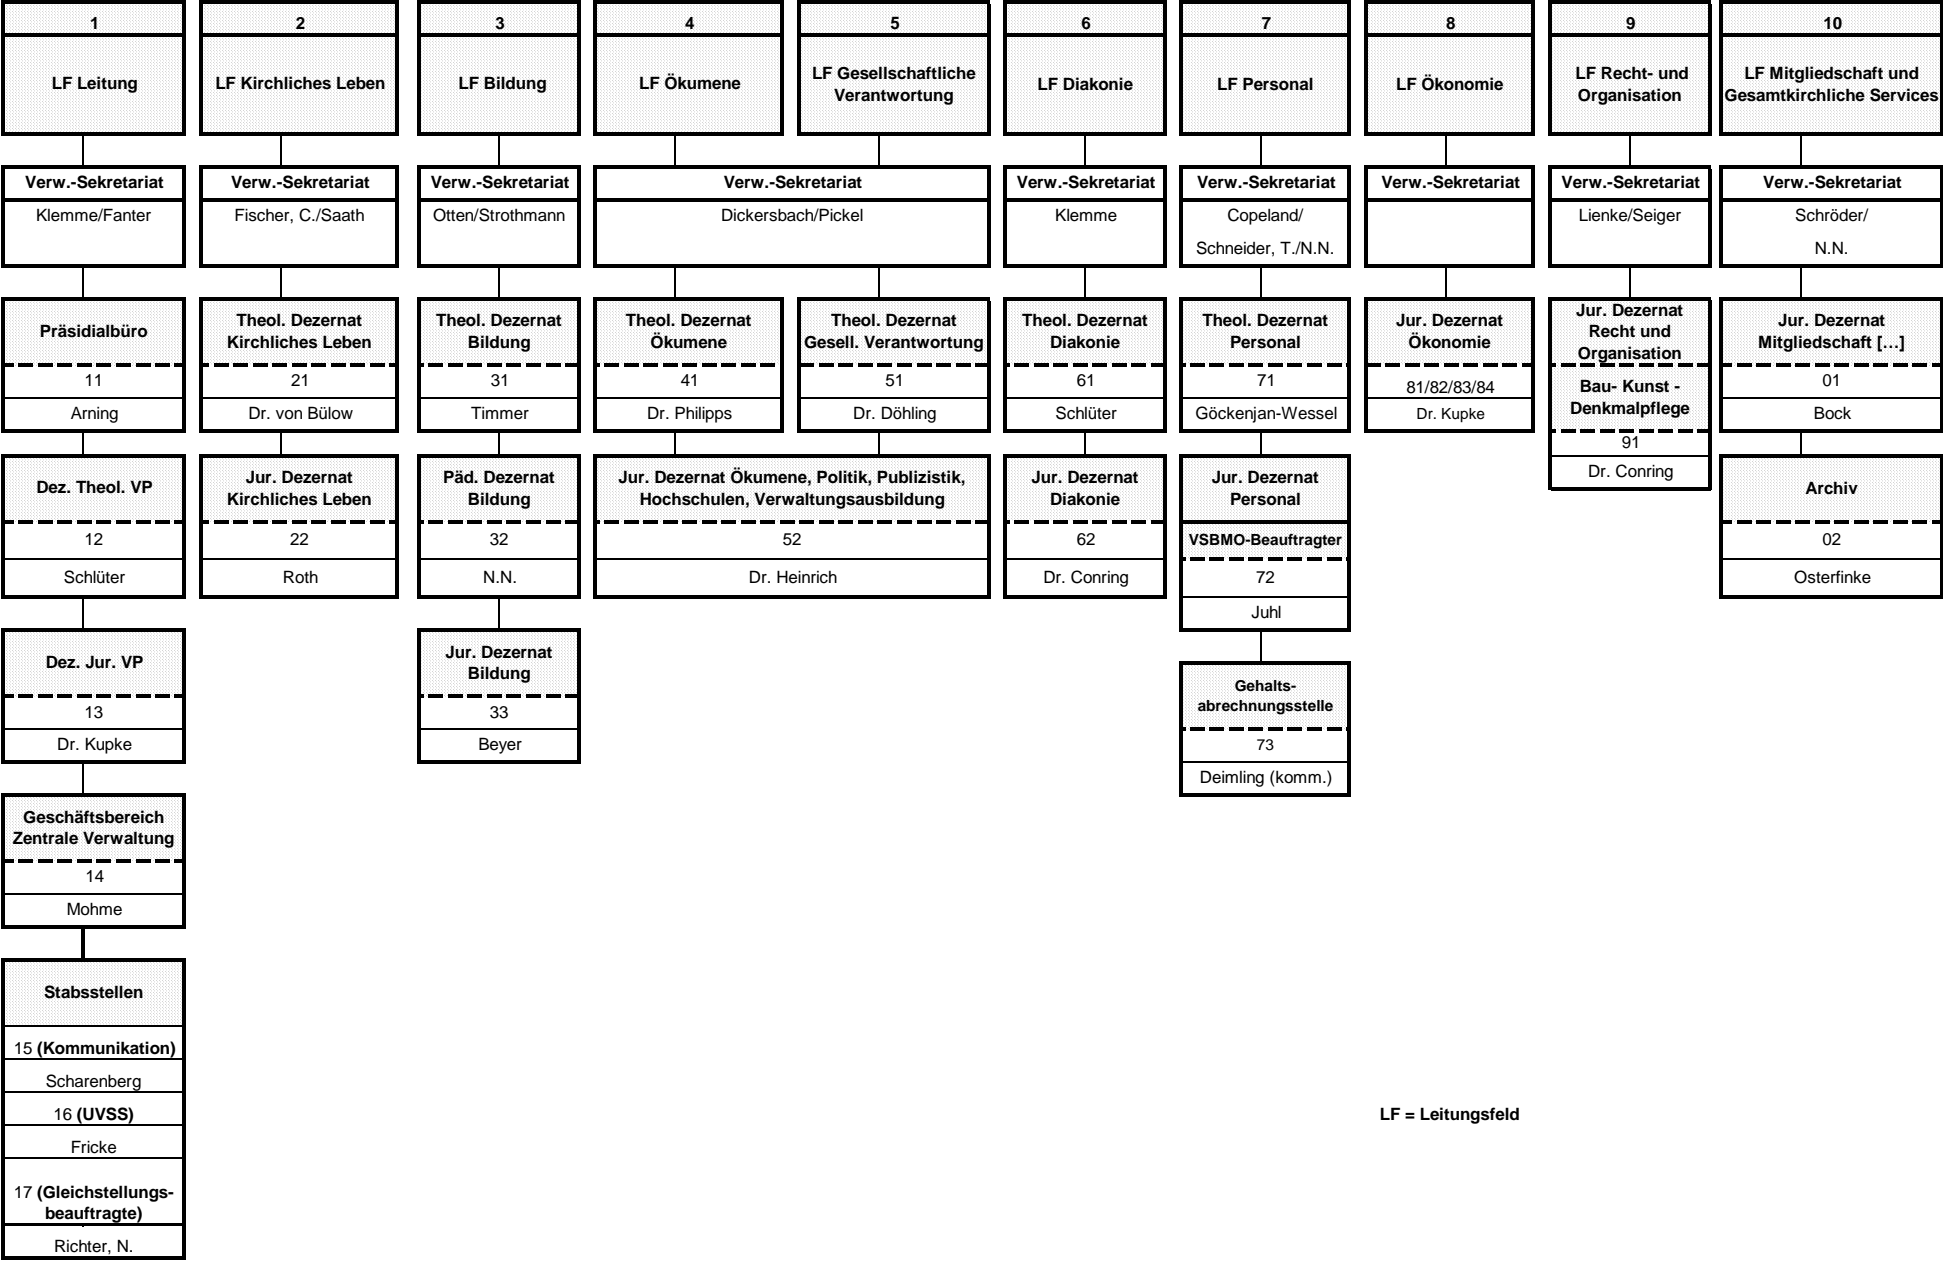 1
LF Leitung
Verw.-Sekretariat
Klemme/Fanter
Präsidialbüro
11
Arning
Dez. Theol. VP
12
Schlüter
Dez. Jur. VP
13
Dr. Kupke
Geschäftsbereich
Zentrale Verwaltung
14
Mohme
Stabsstellen
15 (Kommunikation)
Scharenberg
16 (UVSS)
Fricke
17 (Gleichstellungs-
beauftragte)
Richter, N.
2
LF Kirchliches Leben
Verw.-Sekretariat
Fischer, C./Saath
Theol. Dezernat
Kirchliches Leben
21
Dr. von Bülow
Jur. Dezernat
Kirchliches Leben
22
Roth
3
LF Bildung
Verw.-Sekretariat
Otten/Strothmann
Theol. Dezernat
Bildung
31
Timmer
Päd. Dezernat
Bildung
32
N.N.
Jur. Dezernat
Bildung
33
Beyer
4
LF Ökumene
5
LF Gesellschaftliche
Verantwortung
Verw.-Sekretariat
Dickersbach/Pickel
Theol. Dezernat
Ökumene
41
Dr. Philipps
Theol. Dezernat
Gesell. Verantwortung
51
Dr. Döhling
Jur. Dezernat Ökumene, Politik, Publizistik,
Hochschulen, Verwaltungsausbildung
52
Dr. Heinrich
6
LF Diakonie
Verw.-Sekretariat
Klemme
Theol. Dezernat
Diakonie
61
Schlüter
Jur. Dezernat
Diakonie
62
Dr. Conring
7
LF Personal
Verw.-Sekretariat
Copeland/
Schneider, T./N.N.
Theol. Dezernat
Personal
71
Göckenjan-Wessel
Jur. Dezernat
Personal
VSBMO-Beauftragter
72
Juhl
Gehalts-
abrechnungsstelle
73
Deimling (komm.)
8
LF Ökonomie
Verw.-Sekretariat
Jur. Dezernat
Ökonomie
81/82/83/84
Dr. Kupke
9
LF Recht- und
Organisation
Verw.-Sekretariat
Lienke/Seiger
Jur. Dezernat
Recht und
Organisation
Bau- Kunst -
Denkmalpflege
91
Dr. Conring
10
LF Mitgliedschaft und
Gesamtkirchliche Services
Verw.-Sekretariat
Schröder/
N.N.
Jur. Dezernat
Mitgliedschaft […]
01
Bock
Archiv
02
Osterfinke
LF = Leitungsfeld